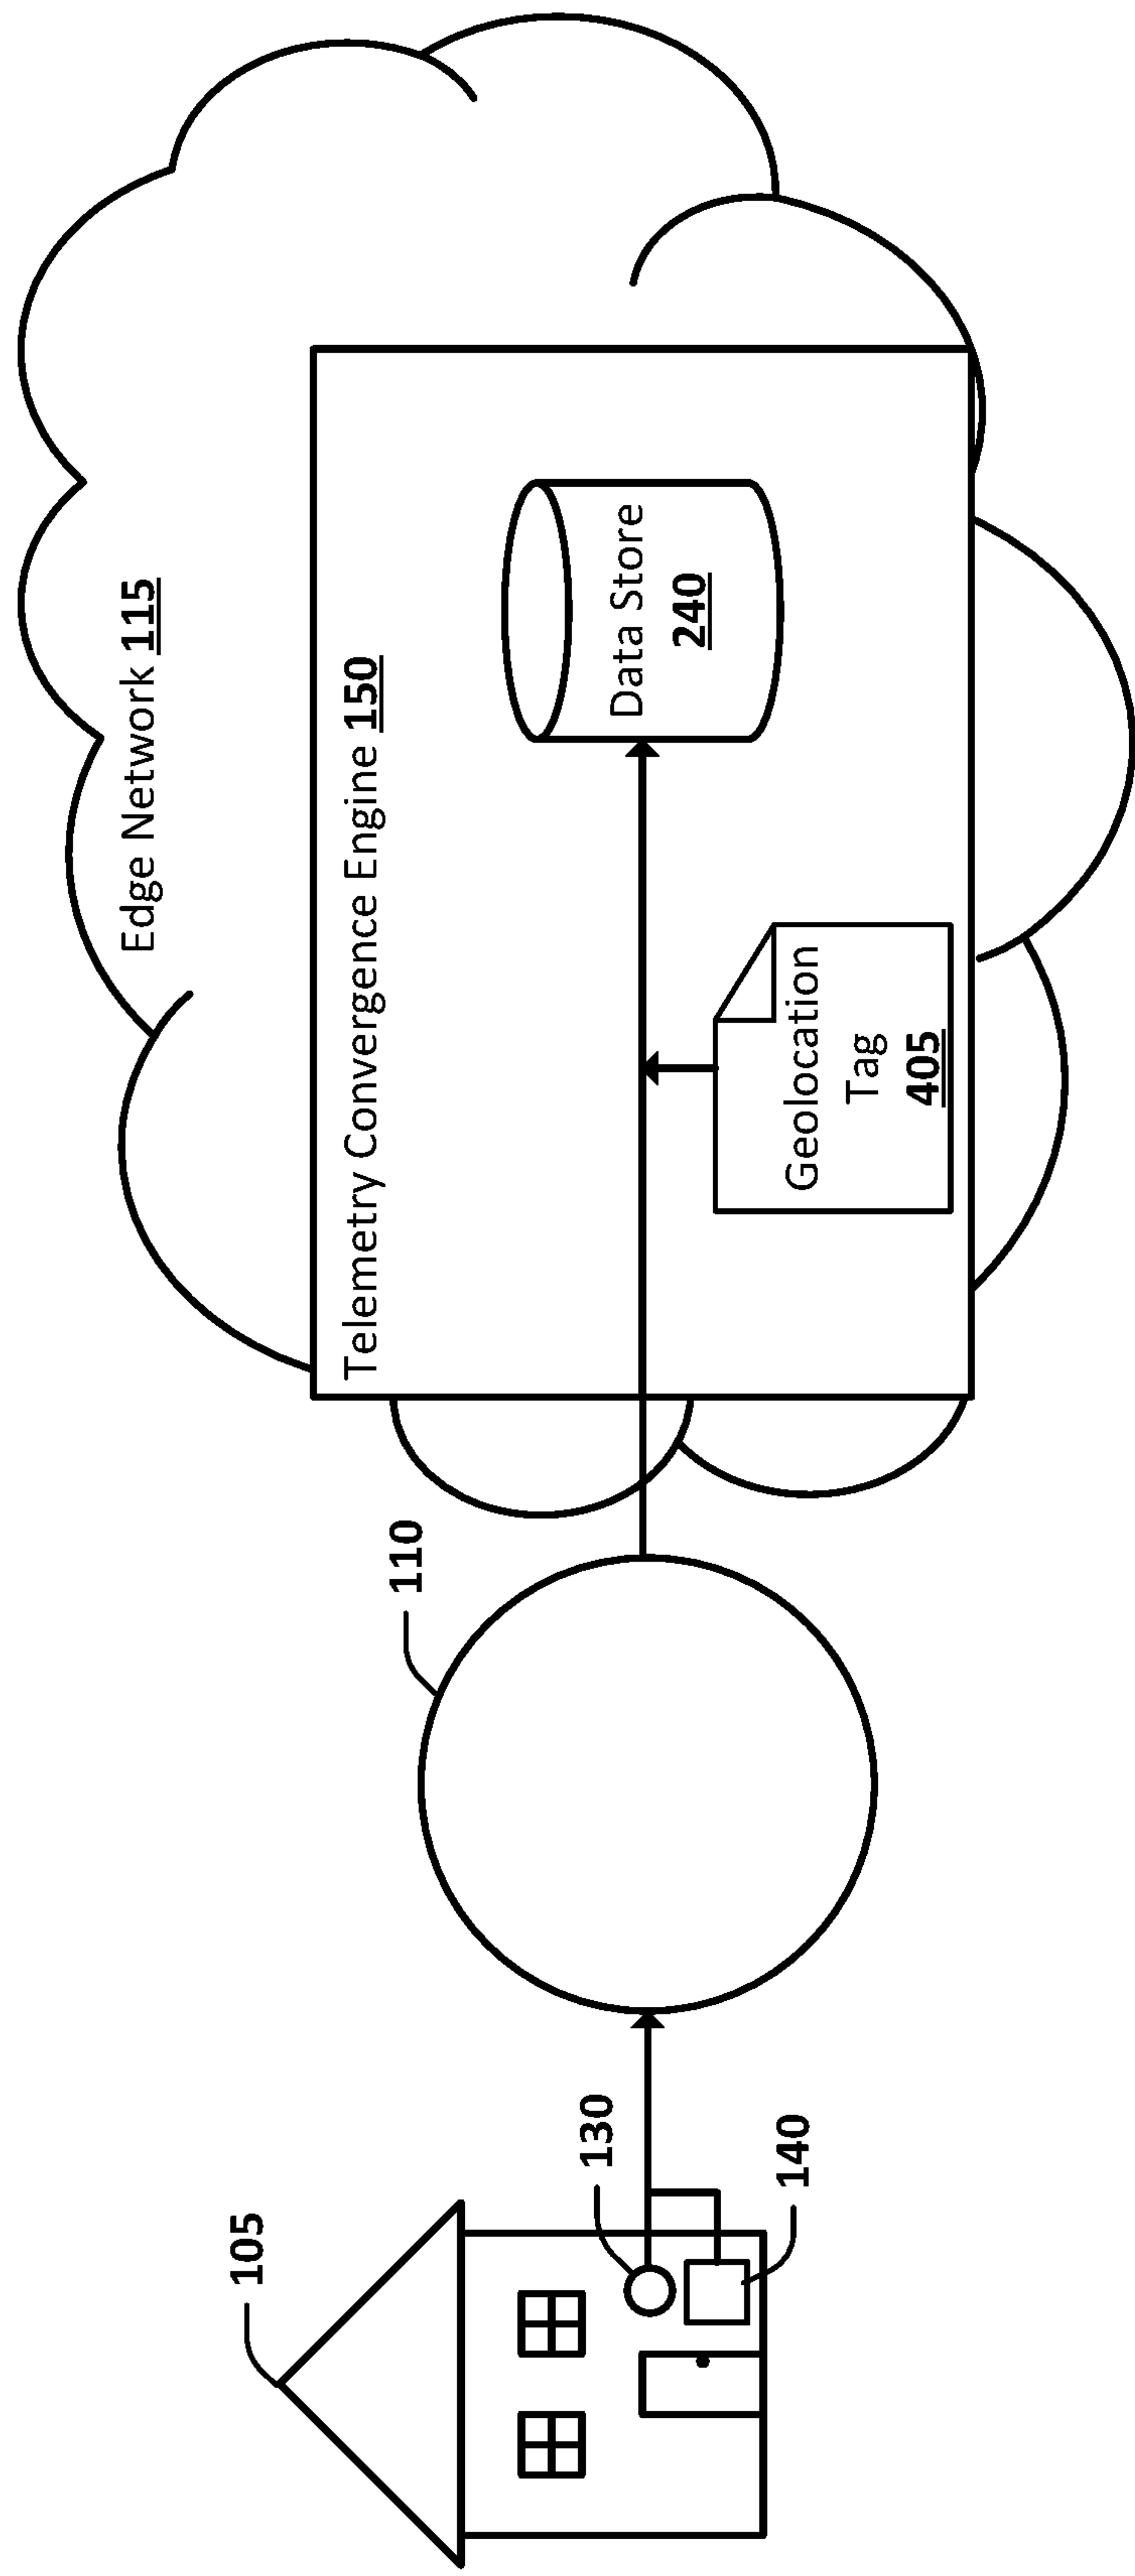 Edge Network 115
Telemetry Convergence Engine 150
Data Store
240
Geolocation
Tag
405
110
105
130
140